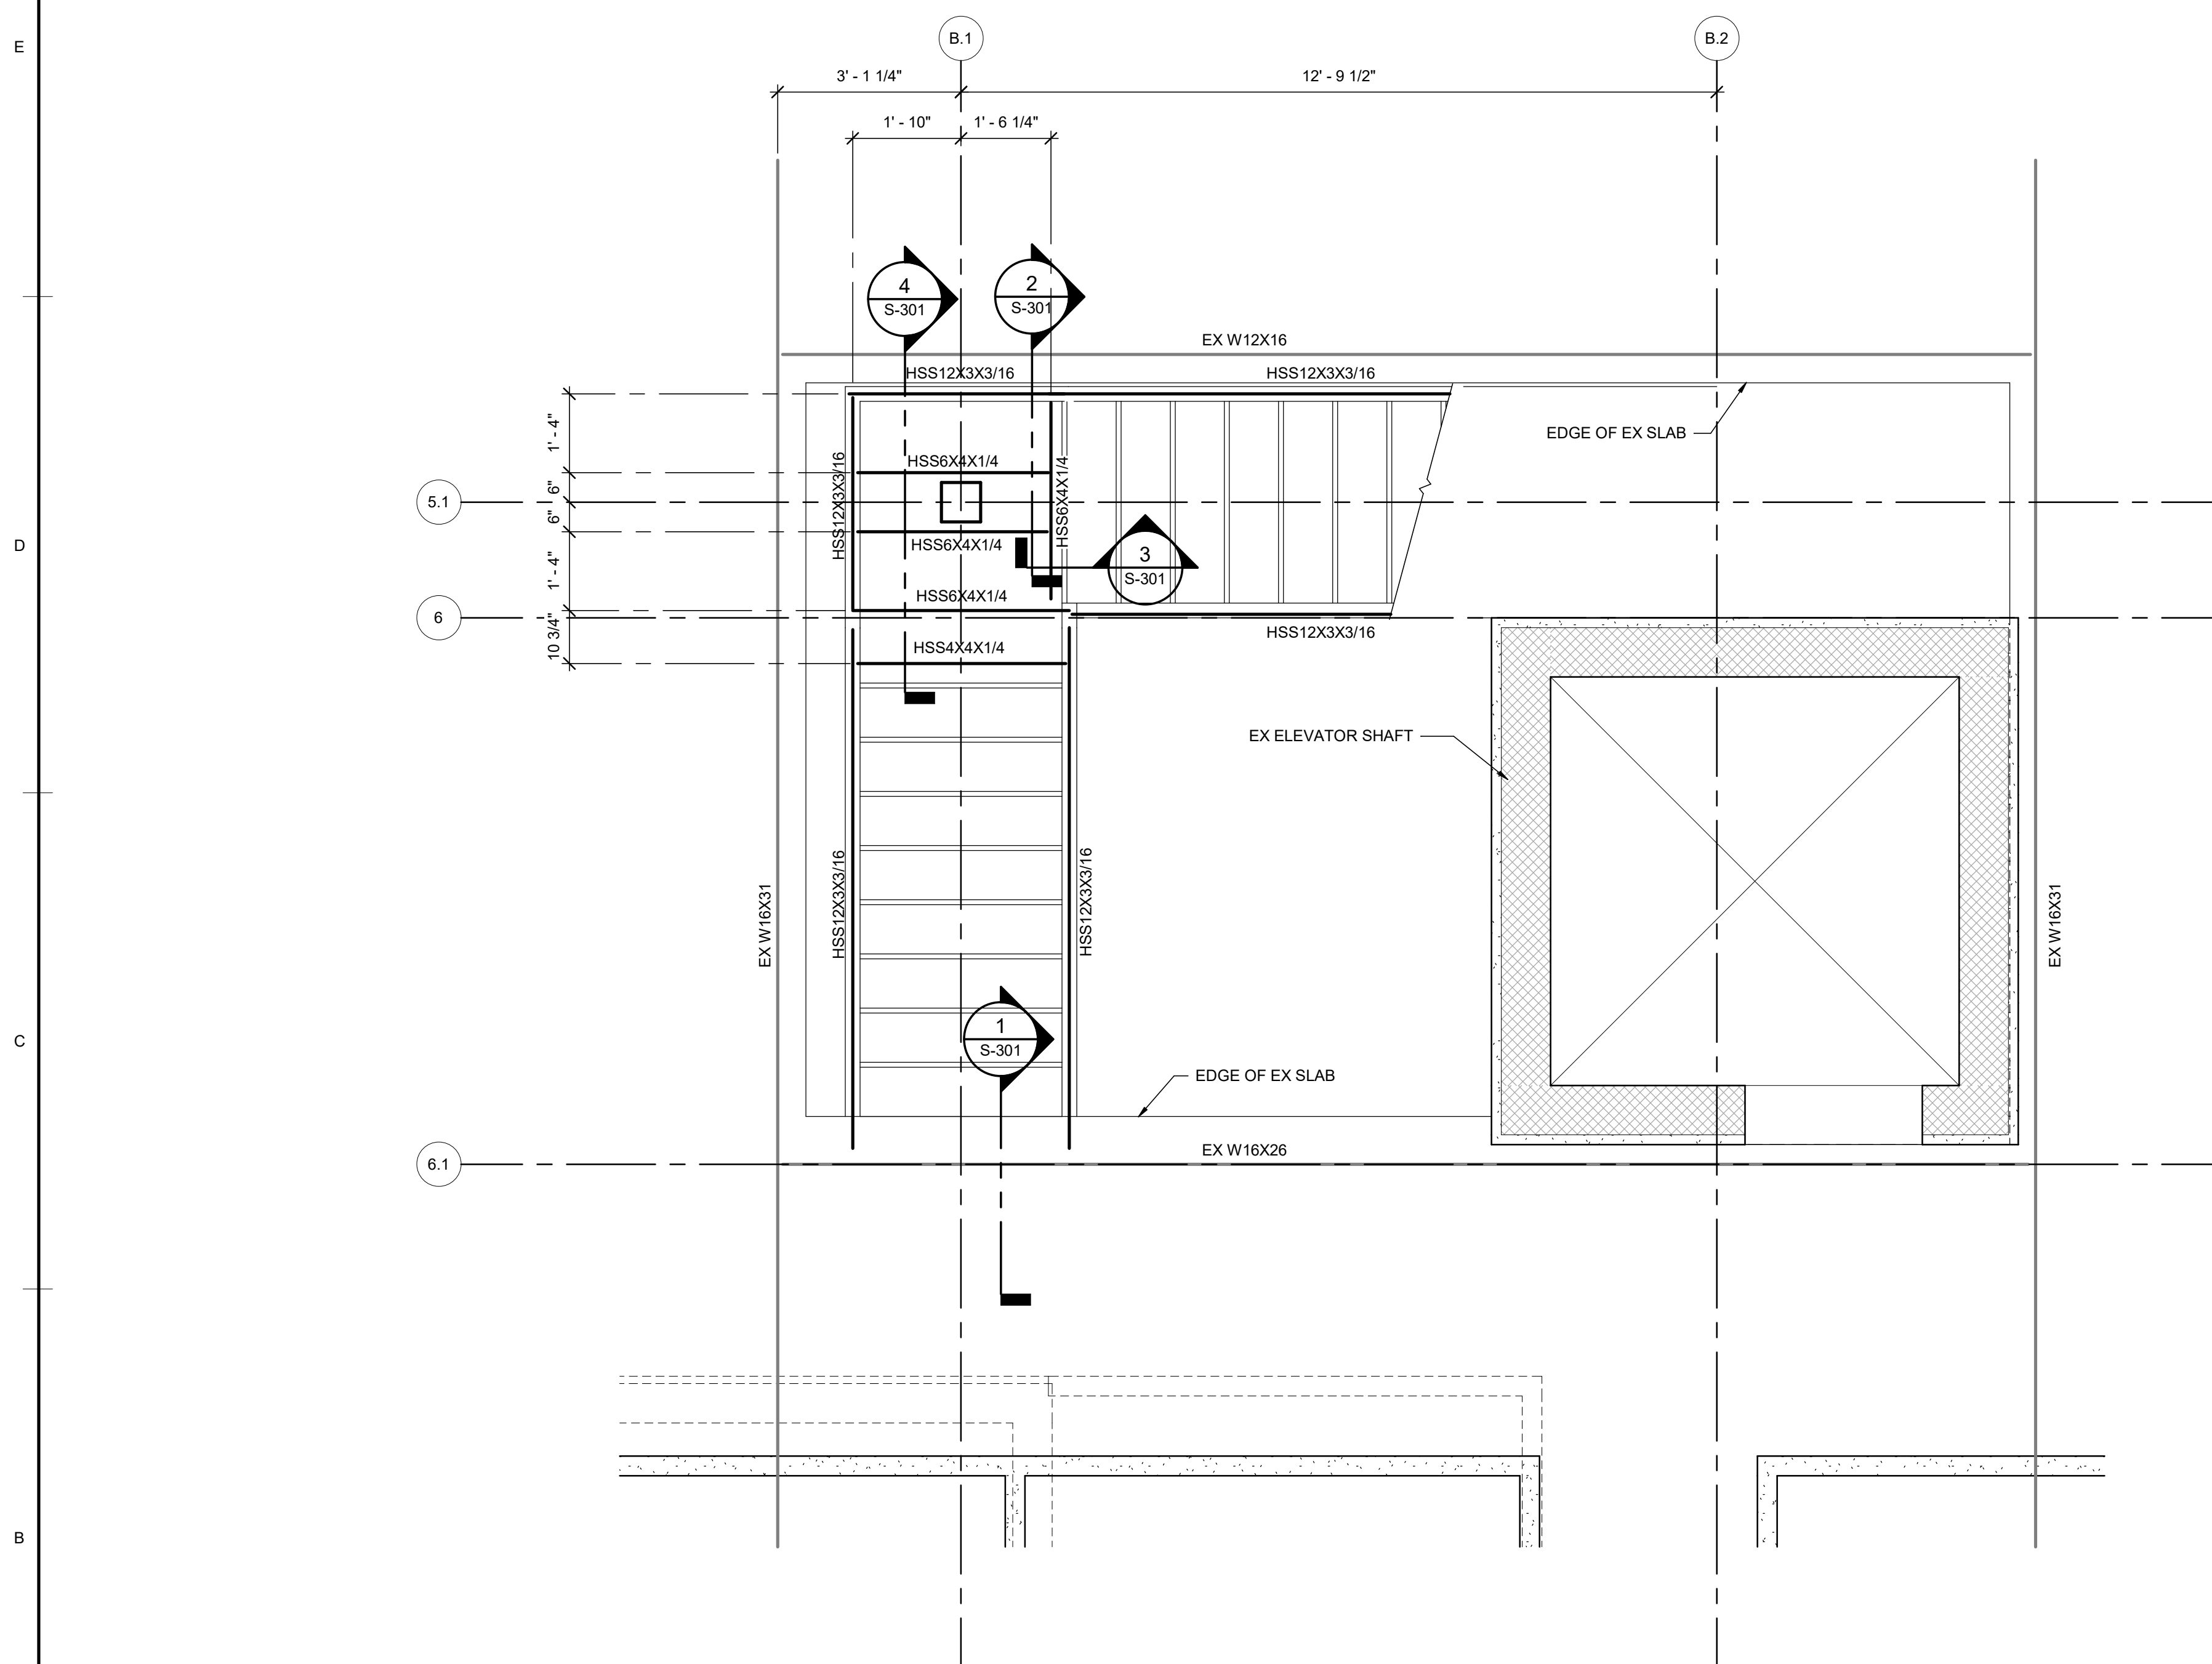 E
B.1
B.2
3' - 1 1/4"
12' - 9 1/2"
1' - 10"
1' - 6 1/4"
4
S-301
2
S-301
EX W12X16
HSS12X3X3/16
HSS12X3X3/16
1' - 4"
EDGE OF EX SLAB
HSS12X3X3/16
HSS6X4X1/4
HSS6X4X1/4
6"
5.1
6"
D
HSS6X4X1/4
3
S-301
1' - 4"
HSS6X4X1/4
6
10 3/4"
HSS12X3X3/16
HSS4X4X1/4
EX ELEVATOR SHAFT
EX W16X31
HSS12X3X3/16
HSS12X3X3/16
EX W16X31
C
1
S-301
EDGE OF EX SLAB
EX W16X26
6.1
B